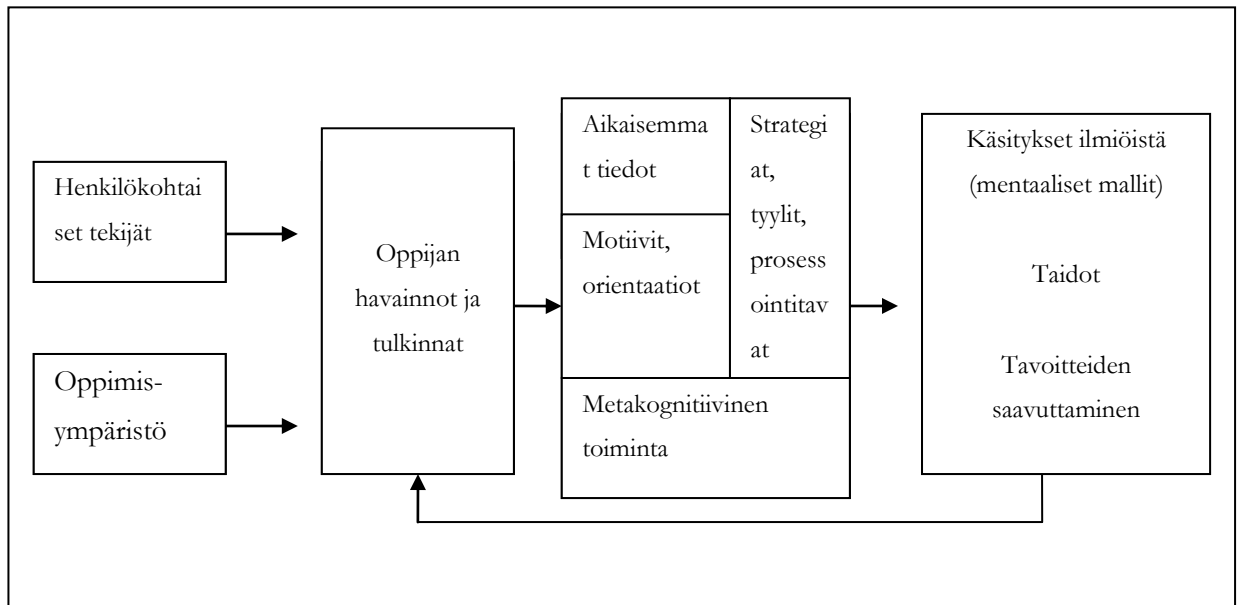 Henkilökohtai
set tekijät
Oppimis-
ympäristö
Oppijan
havainnot ja
tulkinnat
Aikaisemma
t tiedot
Motiivit,
orientaatiot
Strategi
at,
tyylit,
prosess
ointitav
at
Metakognitiivinen
toiminta
Käsitykset ilmiöistä
(mentaaliset mallit)
Taidot
Tavoitteiden
saavuttaminen